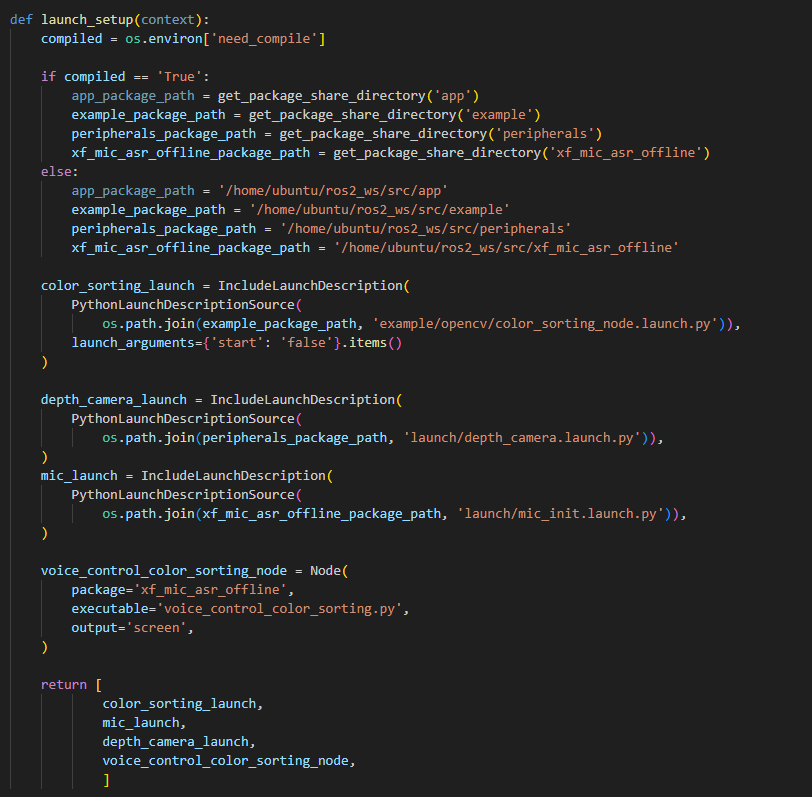 def launch_setup(context):
    compiled = os.environ['need_compile']

    if compiled == 'True':
        app_package_path = get_package_share_directory('app')
        example_package_path = get_package_share_directory('example')
        peripherals_package_path = get_package_share_directory('peripherals')
        xf_mic_asr_offline_package_path = get_package_share_directory('xf_mic_asr_offline')
    else:
        app_package_path = '/home/ubuntu/ros2_ws/src/app'
        example_package_path = '/home/ubuntu/ros2_ws/src/example'
        peripherals_package_path = '/home/ubuntu/ros2_ws/src/peripherals'
        xf_mic_asr_offline_package_path = '/home/ubuntu/ros2_ws/src/xf_mic_asr_offline'

    color_sorting_launch = IncludeLaunchDescription(
        PythonLaunchDescriptionSource(
            os.path.join(example_package_path, 'example/opencv/color_sorting_node.launch.py')),
        launch_arguments={'start': 'false'}.items()
    )

    depth_camera_launch = IncludeLaunchDescription(
        PythonLaunchDescriptionSource(
            os.path.join(peripherals_package_path, 'launch/depth_camera.launch.py')),
    )
    mic_launch = IncludeLaunchDescription(
        PythonLaunchDescriptionSource(
            os.path.join(xf_mic_asr_offline_package_path, 'launch/mic_init.launch.py')),
    )

    voice_control_color_sorting_node = Node(
        package='xf_mic_asr_offline',
        executable='voice_control_color_sorting.py',
        output='screen',
    )

    return [
            color_sorting_launch,
            mic_launch,
            depth_camera_launch,
            voice_control_color_sorting_node,
            ]